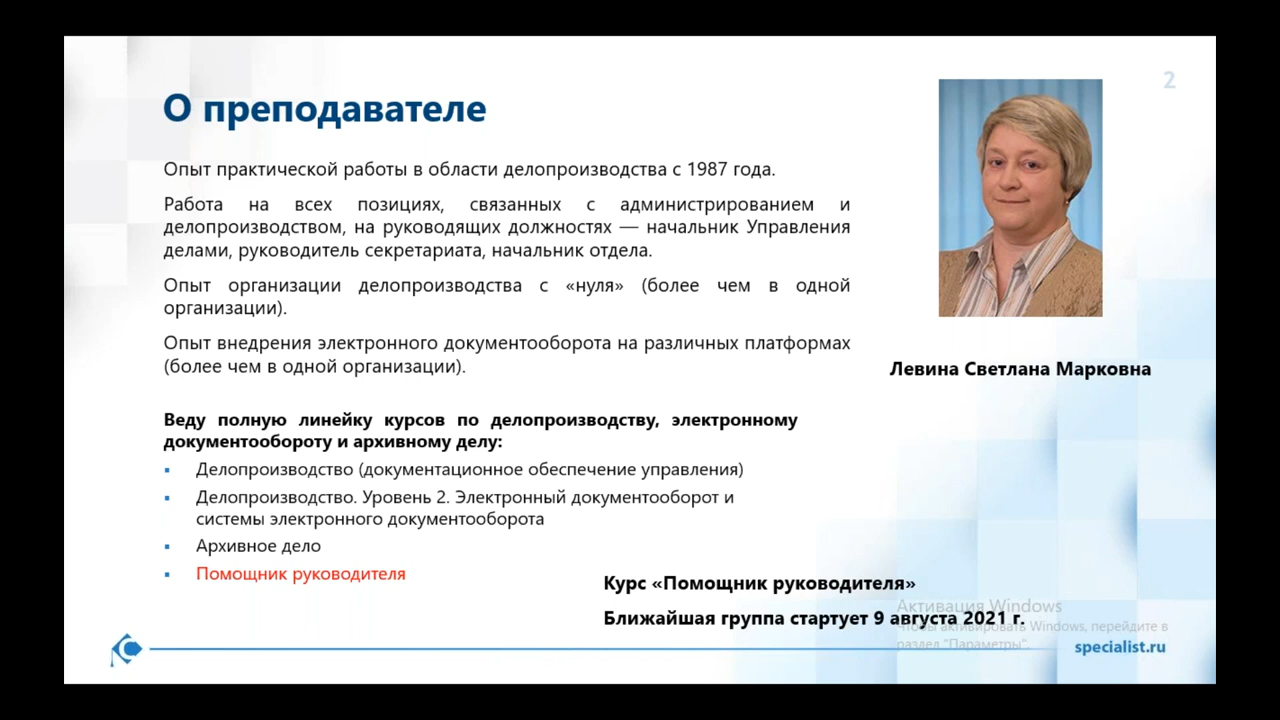 2
О преподавателе
Опыт практической работы в области делопроизводства с 1987 года.
Работа на всех позициях, связанных с администрированием и
делопроизводством, на руководящих должностях — начальник Управления
делами, руководитель секретариата, начальник отдела.
Опыт организации делопроизводства с «нуля» (более чем в одной
организации).
Опыт внедрения электронного документооборота на различных платформах
(более чем в одной организации).
Левина Светлана Марковна
Веду полную линейку курсов по делопроизводству, электронному
документообороту и архивному делу:
▪ Делопроизводство (документационное обеспечение управления)
▪ Делопроизводство. Уровень 2. Электронный документооборот и
системы электронного документооборота
▪ Архивное дело
▪ Помощник руководителя
Курс «Помощник руководителя»
Ближайшая группа стартует 9 августа 2021 г.
Активация Windows
Чтобы активировать Windows, перейдите в
раздел "Параметры".
specialist.ru